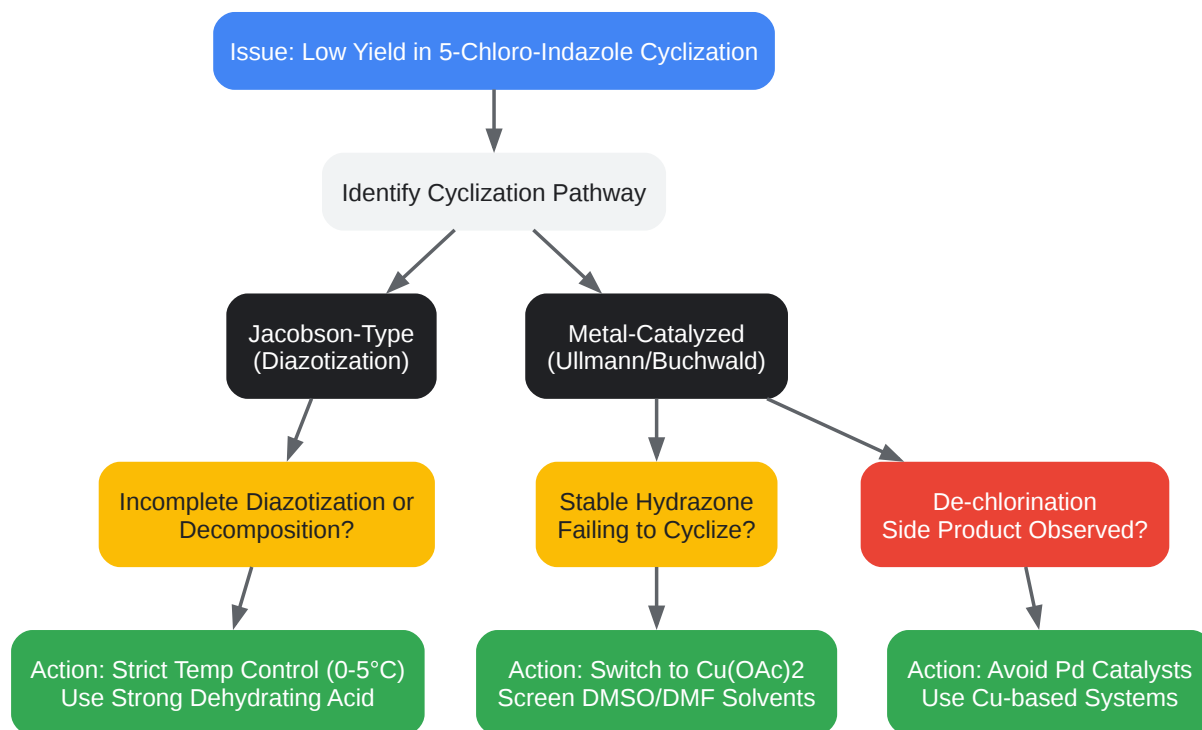 Issue: Low Yield in 5-Chloro-Indazole Cyclization
Identify Cyclization Pathway
Jacobson-Type
(Diazotization)
Metal-Catalyzed
(Ullmann/Buchwald)
Incomplete Diazotization or
Decomposition?
Stable Hydrazone
Failing to Cyclize?
De-chlorination
Side Product Observed?
Action: Strict Temp Control (0-5°C)
Use Strong Dehydrating Acid
Action: Switch to Cu(OAc)2
Screen DMSO/DMF Solvents
Action: Avoid Pd Catalysts
Use Cu-based Systems